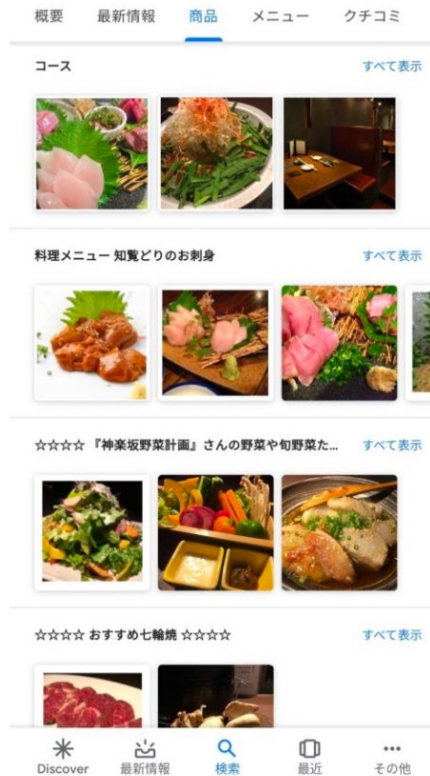 概要 最新情報 商品 メニュー クチコミ
コース すべて表示
料理メニュー 知覧どりのお刺身 すべて表示
☆☆☆☆ 『神楽坂野菜計画』さんの野菜や旬野菜た... すべて表示
☆☆☆☆ おすすめ七輪焼 ☆☆☆☆ すべて表示
Discover 最新情報 検索 最近 その他